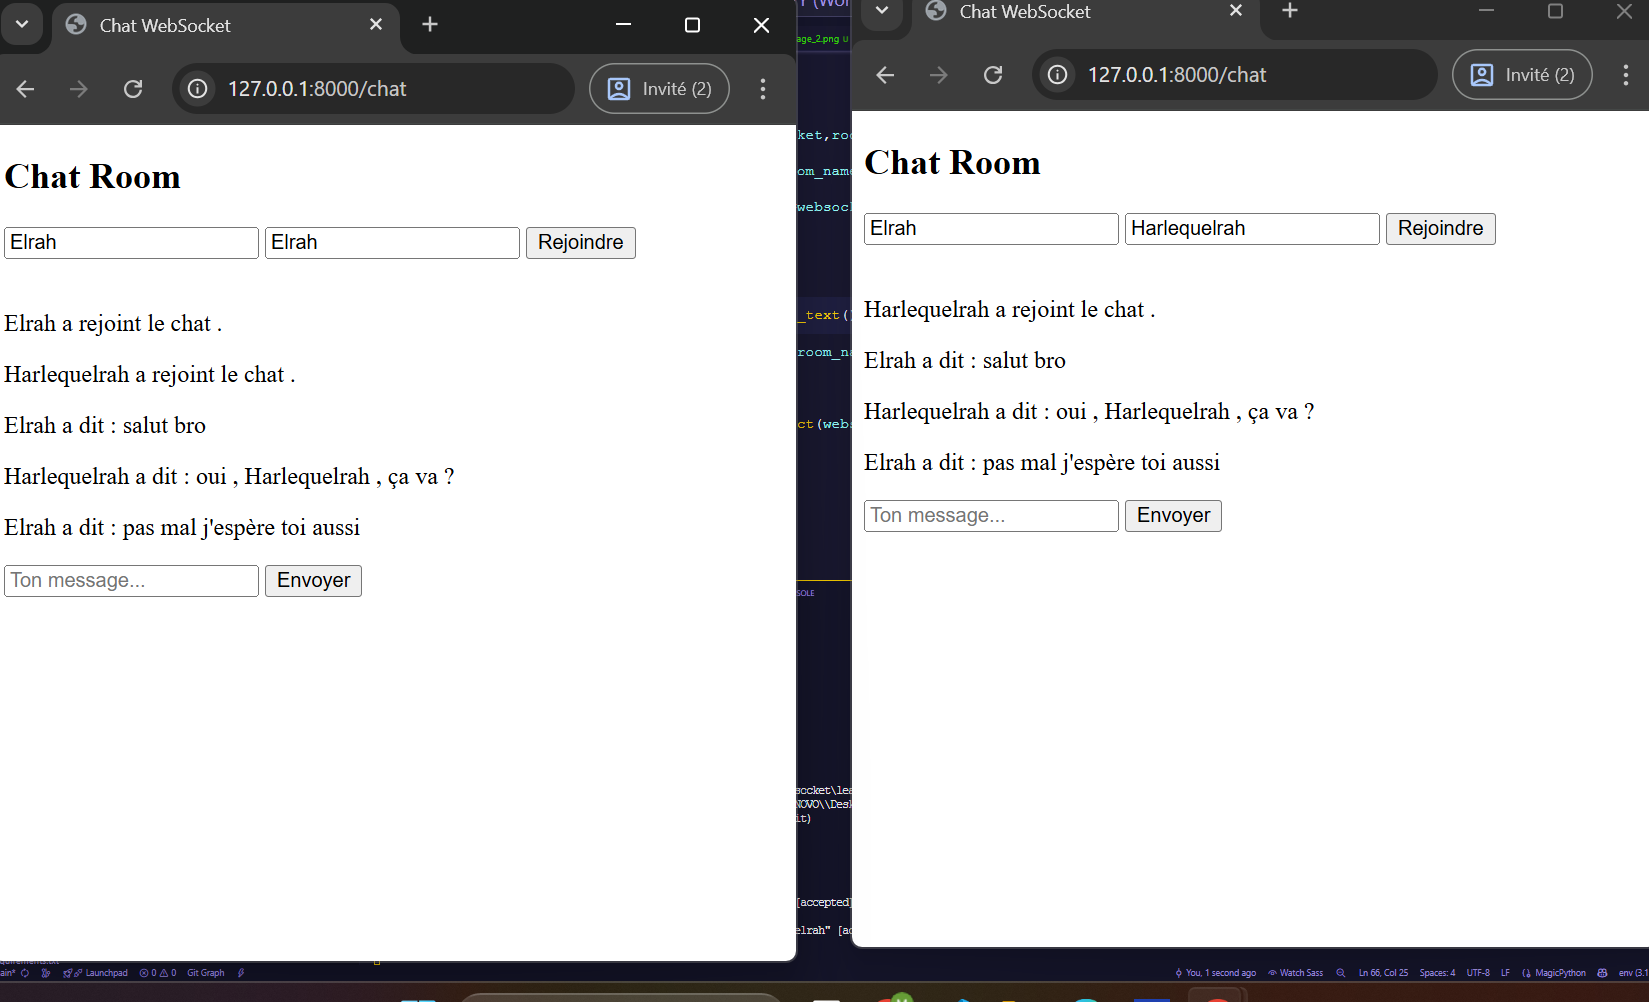 Chat WebSocket
127.0.0.1:8000/chat
Invité (2)
Chat Room
Elrah Elrah Rejoindre
Elrah a rejoint le chat .
Harlequelrah a rejoint le chat .
Elrah a dit : salut bro
Harlequelrah a dit : oui , Harlequelrah , ça va ?
Elrah a dit : pas mal j'espère toi aussi
Ton message... Envoyer
age_2.png U
ket,ro
om_name
websoc
_text(
room_n
ct(web
SOLE
socket\lea
NOVO\\Desk
it)
[accepted]
elrah" [ac
Chat WebSocket
127.0.0.1:8000/chat
Invité (2)
Chat Room
Elrah Harlequelrah Rejoindre
Harlequelrah a rejoint le chat .
Elrah a dit : salut bro
Harlequelrah a dit : oui , Harlequelrah , ça va ?
Elrah a dit : pas mal j'espère toi aussi
Ton message... Envoyer
ain* Launchpad 0 0 Git Graph You, 1 second ago Watch Sass Ln 66, Col 25 Spaces: 4 UTF-8 LF MagicPython env (3.1